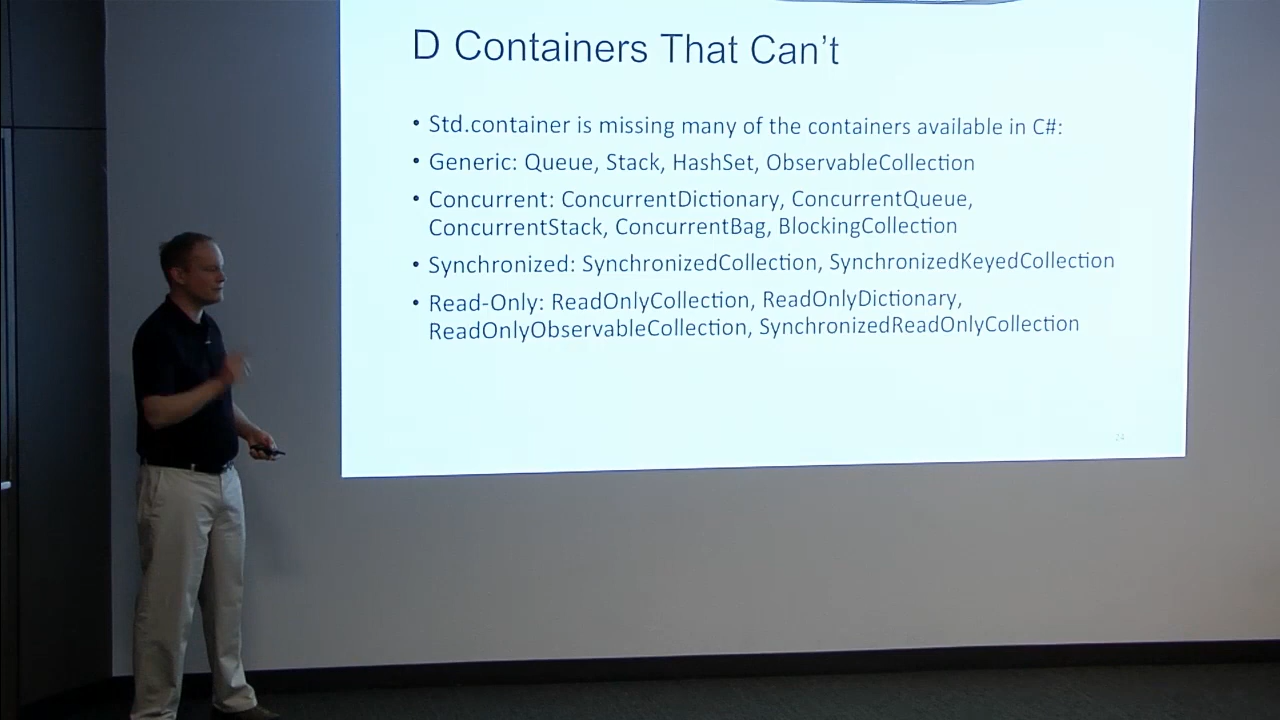 D Containers That Can’t
• Std.container is missing many of the containers available in C#:
• Generic: Queue, Stack, HashSet, ObservableCollection
• Concurrent: ConcurrentDictionary, ConcurrentQueue,
ConcurrentStack, ConcurrentBag, BlockingCollection
• Synchronized: SynchronizedCollection, SynchronizedKeyedCollection
• Read-Only: ReadOnlyCollection, ReadOnlyDictionary,
ReadOnlyObservableCollection, SynchronizedReadOnlyCollection
24